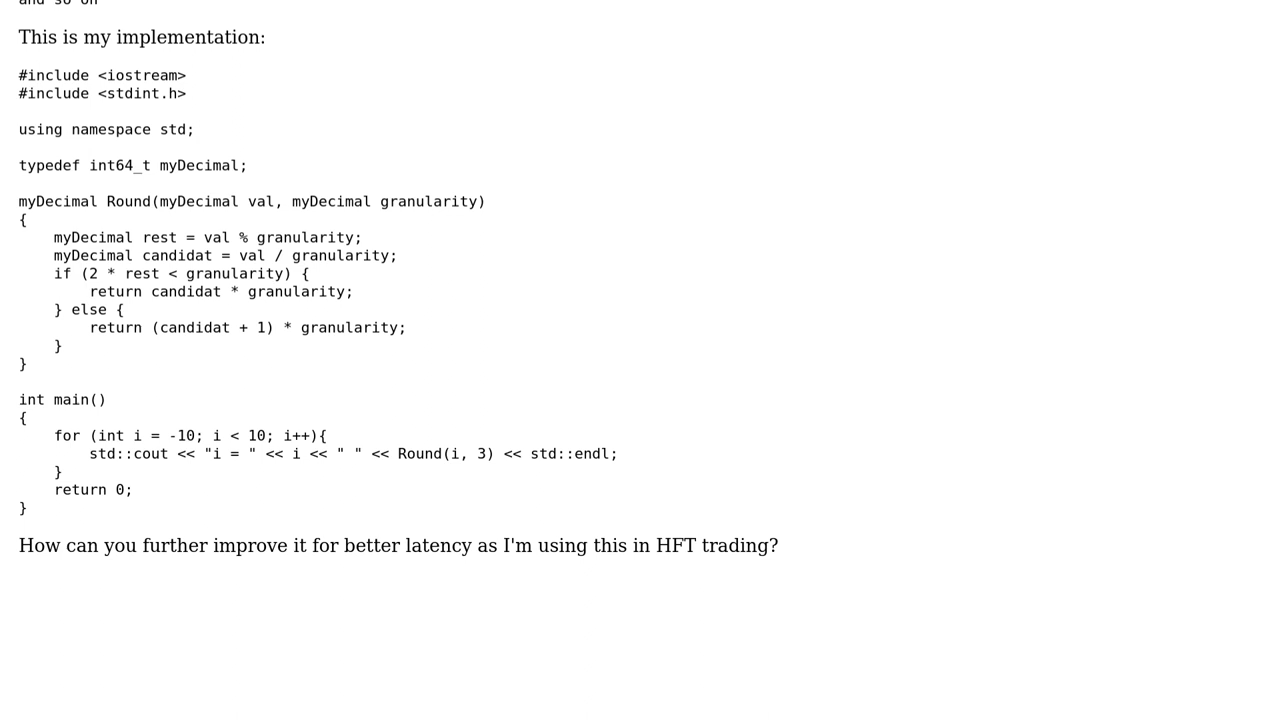 and so on
This is my implementation:
#include <iostream>
#include <stdint.h>
using namespace std;
typedef int64_t myDecimal;
myDecimal Round(myDecimal val, myDecimal granularity)
{
    myDecimal rest = val % granularity;
    myDecimal candidat = val / granularity;
    if (2 * rest < granularity) {
        return candidat * granularity;
    } else {
        return (candidat + 1) * granularity;
    }
}
int main()
{
    for (int i = -10; i < 10; i++){
        std::cout << "i = " << i << " " << Round(i, 3) << std::endl;
    }
    return 0;
}
How can you further improve it for better latency as I'm using this in HFT trading?